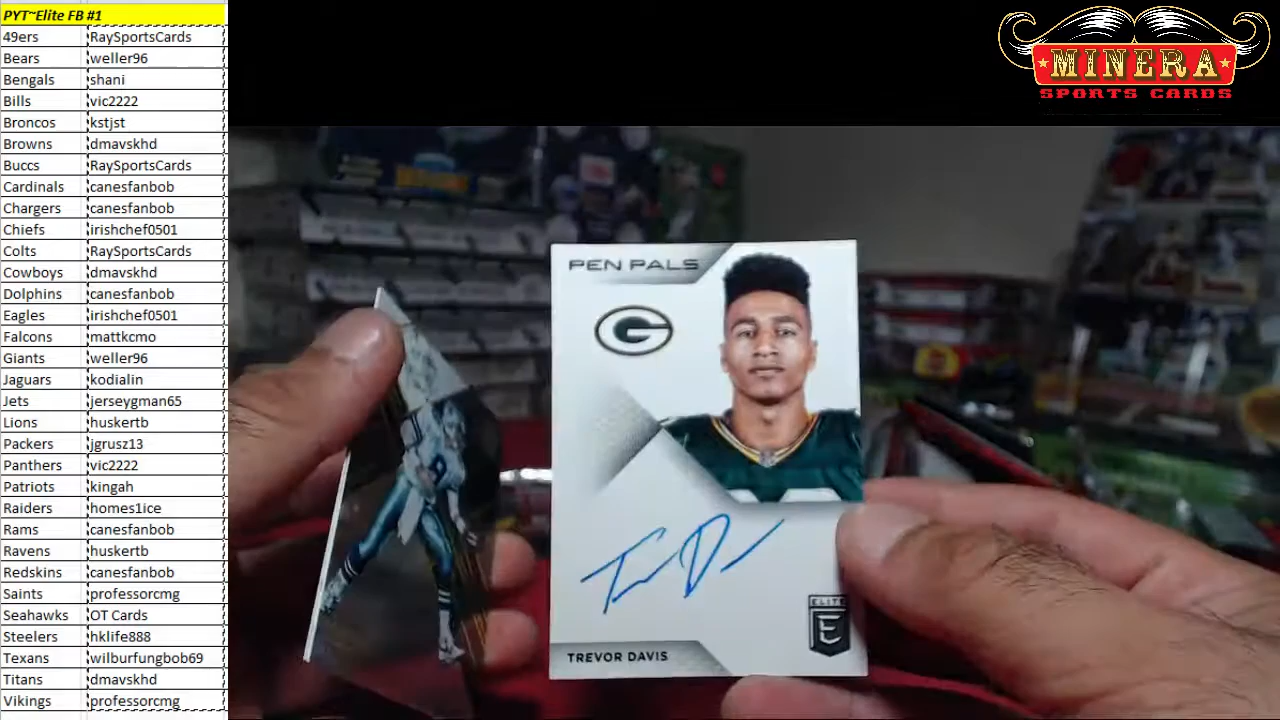 PYT~Elite FB #1
49ers RaySportsCards
Bears weller96
Bengals shani
Bills vic2222
Broncos kstjst
Browns dmavskhd
Buccs RaySportsCards
Cardinals canesfanbob
Chargers canesfanbob
Chiefs irishchef0501
Colts RaySportsCards
Cowboys dmavskhd
Dolphins canesfanbob
Eagles irishchef0501
Falcons mattkcmo
Giants weller96
Jaguars kodialin
Jets jerseygman65
Lions huskertb
Packers jgrusz13
Panthers vic2222
Patriots kingah
Raiders homes1ice
Rams canesfanbob
Ravens huskertb
Redskins canesfanbob
Saints professorcmg
Seahawks OT Cards
Steelers hklife888
Texans wilburfungbob69
Titans dmavskhd
Vikings professorcmg
MINERA
SPORTS CARDS
PEN PALS
G
ELITE
E
TREVOR DAVIS
9